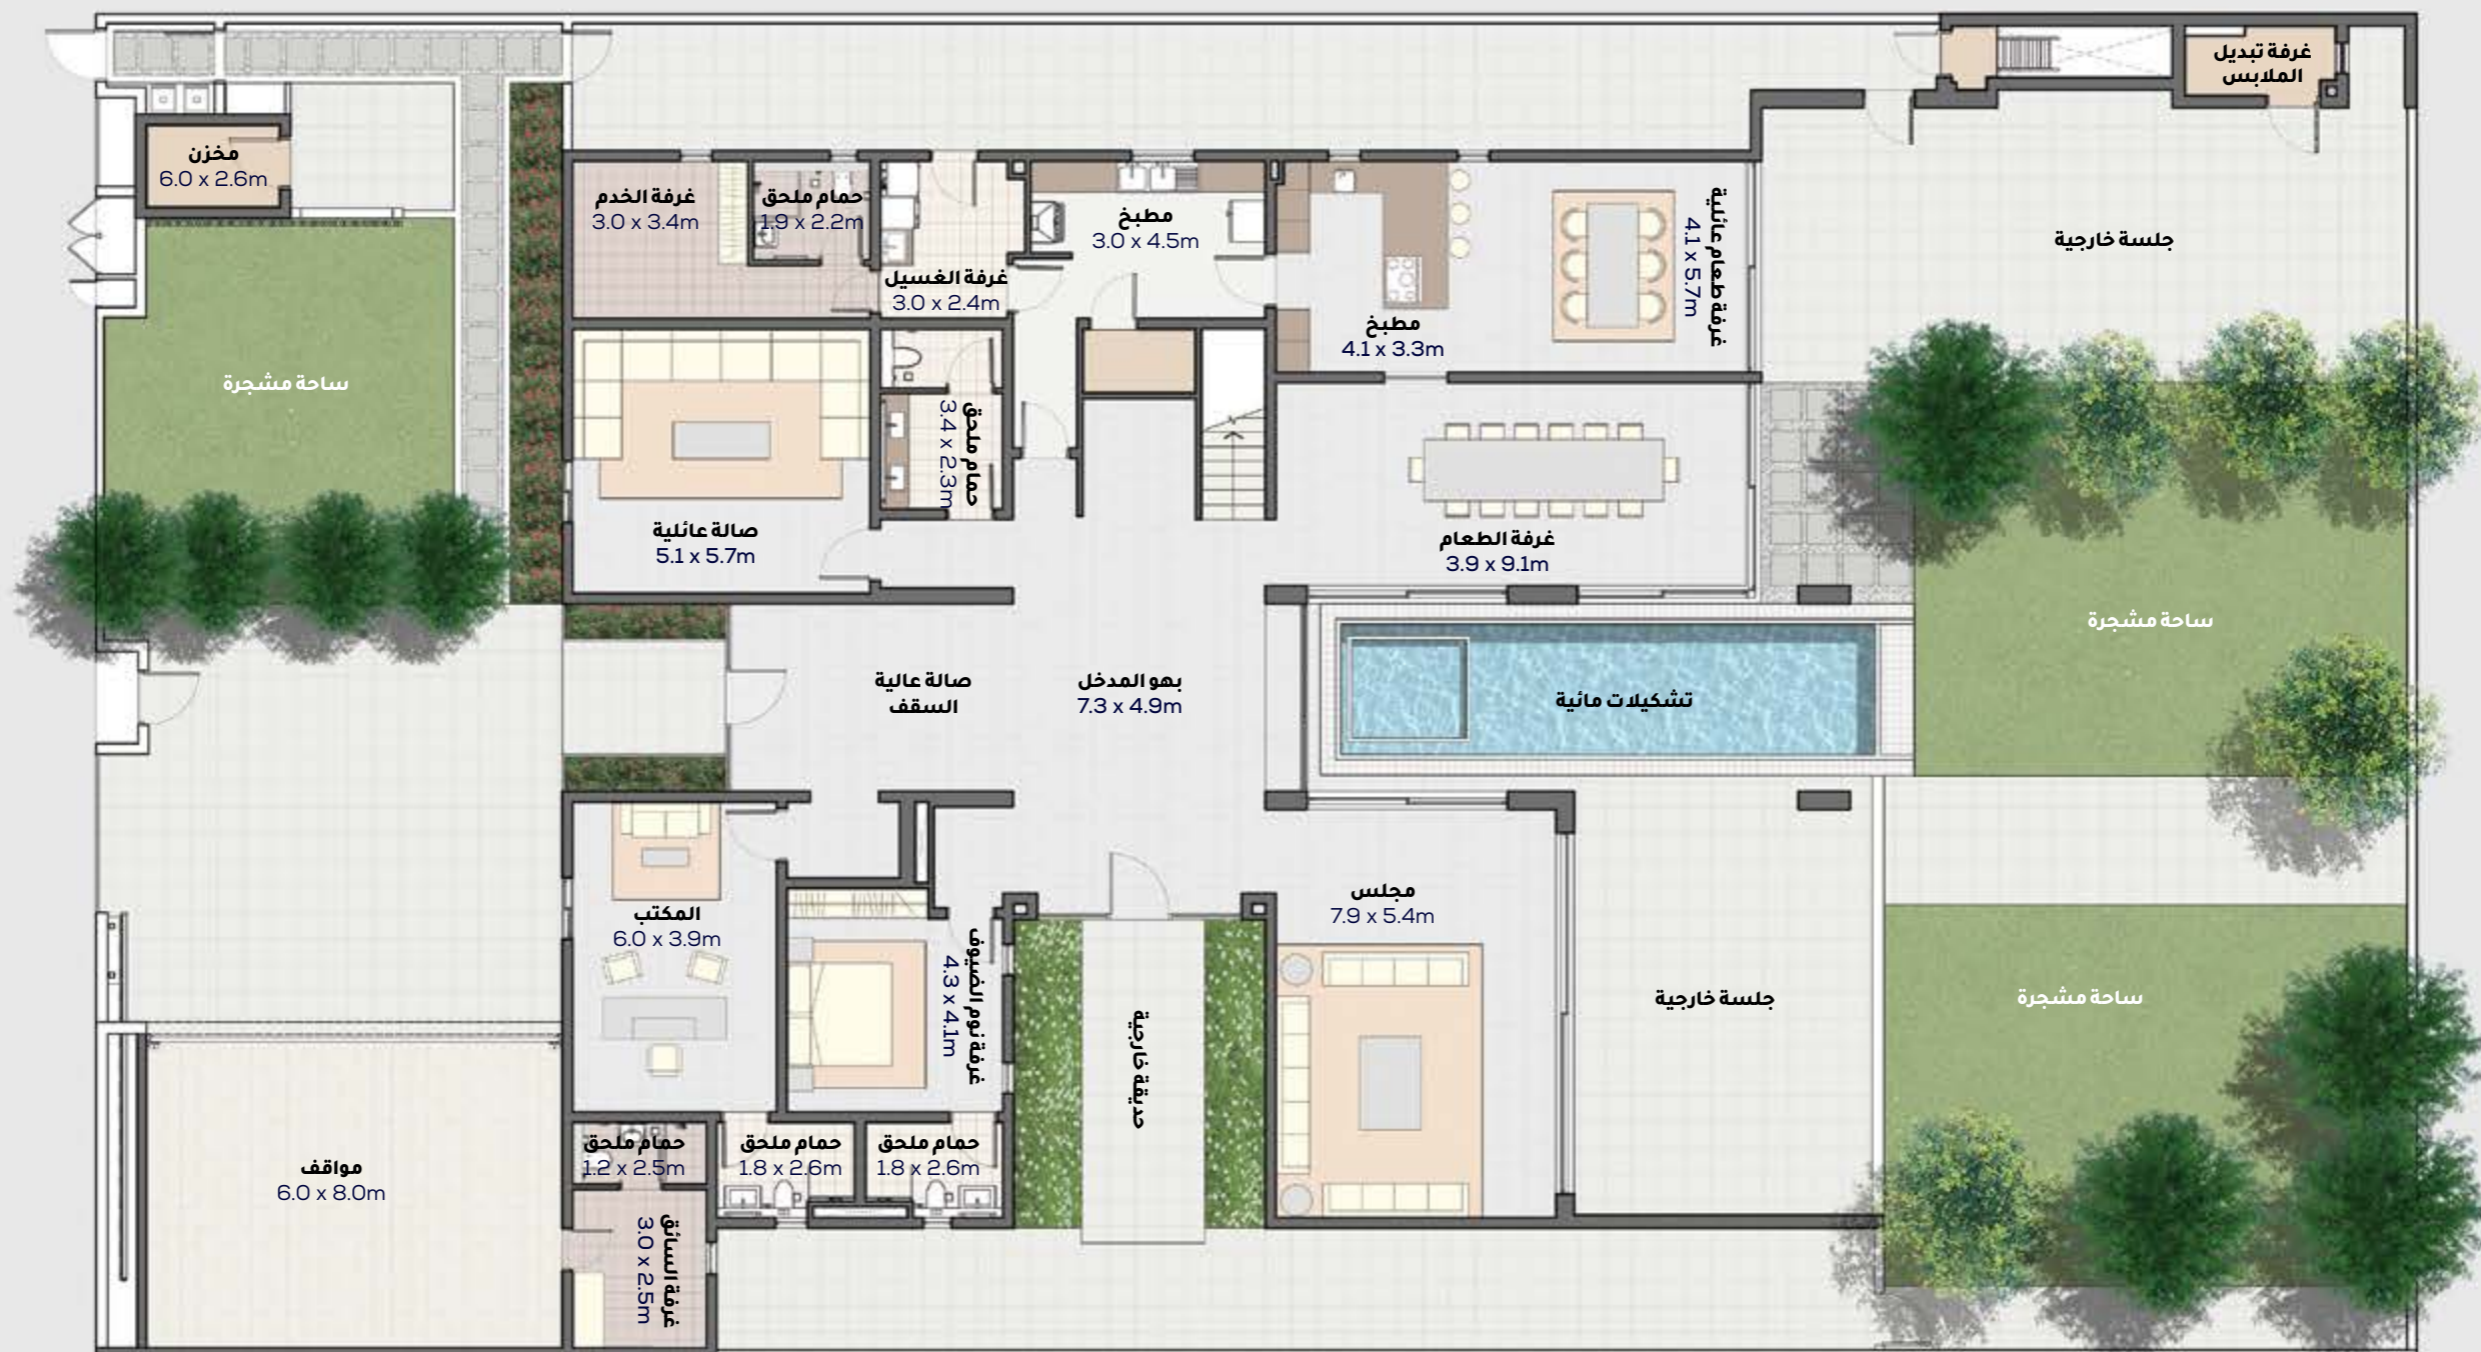 غرفة تبديل
الملابس
مخزن
6.0 x 2.6m
غرفة الخدم
3.0 x 3.4m
حمام ملحق
1.9 x 2.2m
غرفة الغسيل
3.0 x 2.4m
مطبخ
3.0 x 4.5m
مطبخ
4.1 x 3.3m
غرفة طعام عائلية
4.1 x 5.7m
جلسة خارجية
ساحة مشجرة
صالة عائلية
5.1 x 5.7m
حمام ملحق
3.4 x 2.3m
غرفة الطعام
3.9 x 9.1m
ساحة مشجرة
صالة عالية
السقف
بهو المدخل
7.3 x 4.9m
تشكيلات مائية
المكتب
6.0 x 3.9m
غرفة نوم الضيوف
4.3 x 4.1m
حديقة خارجية
مجلس
7.9 x 5.4m
جلسة خارجية
ساحة مشجرة
مواقف
6.0 x 8.0m
حمام ملحق
1.2 x 2.5m
حمام ملحق
1.8 x 2.6m
حمام ملحق
1.8 x 2.6m
غرفة السائق
3.0 x 2.5m